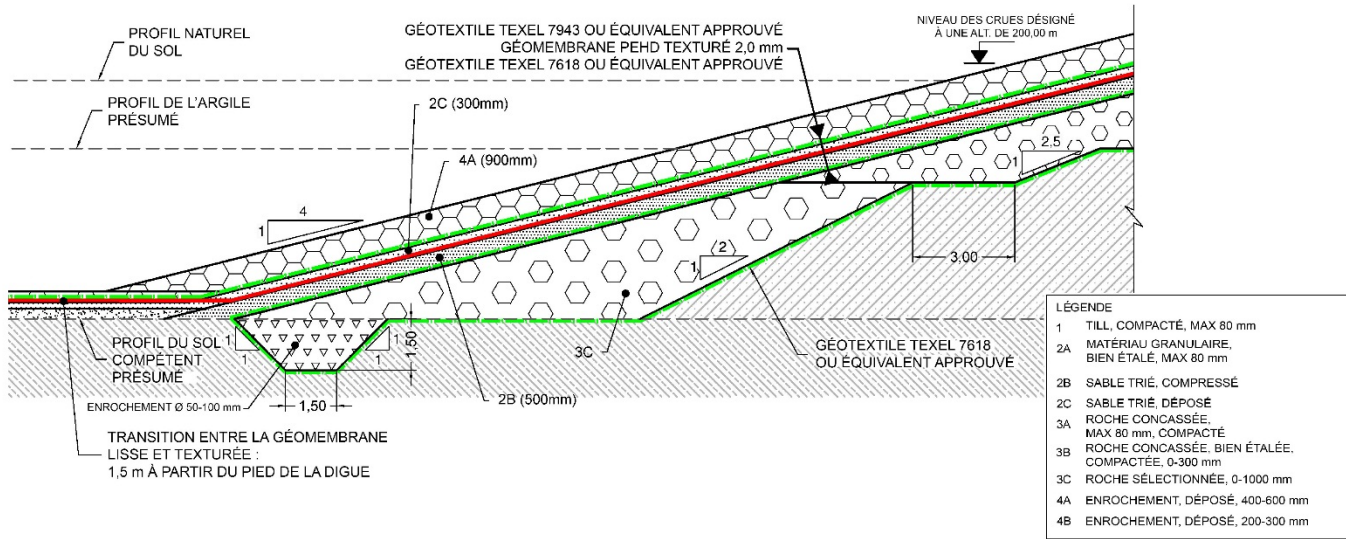 PROFIL NATUREL
DU SOL
GÉOTEXTILE TEXEL 7943 OU ÉQUIVALENT APPROUVÉ
GÉOMEMBRANE PEHD TEXTURÉ 2,0 mm
GÉOTEXTILE TEXEL 7618 OU ÉQUIVALENT APPROUVÉ
NIVEAU DES CRUES DÉSIGNÉ
À UNE ALT. DE 200,00 m
PROFIL DE L'ARGILE
PRÉSUMÉ
2C (300mm)
4A (900mm)
2,5
1
4
1
2
1
3,00
PROFIL DU SOL
COMPÉTENT
PRÉSUMÉ
1
1
1
1
1,50
3C
GÉOTEXTILE TEXEL 7618
OU ÉQUIVALENT APPROUVÉ
ENROCHEMENT Ø 50-100 mm
1,50
2B (500mm)
TRANSITION ENTRE LA GÉOMEMBRANE
LISSE ET TEXTURÉE :
1,5 m À PARTIR DU PIED DE LA DIGUE
LÉGENDE
1 TILL, COMPACTÉ, MAX 80 mm
2A MATÉRIAU GRANULAIRE,
BIEN ÉTALÉ, MAX 80 mm
2B SABLE TRIÉ, COMPRESSÉ
2C SABLE TRIÉ, DÉPOSÉ
3A ROCHE CONCASSÉE,
MAX 80 mm, COMPACTÉ
3B ROCHE CONCASSÉE, BIEN ÉTALÉE,
COMPACTÉE, 0-300 mm
3C ROCHE SÉLECTIONNÉE, 0-1000 mm
4A ENROCHEMENT, DÉPOSÉ, 400-600 mm
4B ENROCHEMENT, DÉPOSÉ, 200-300 mm